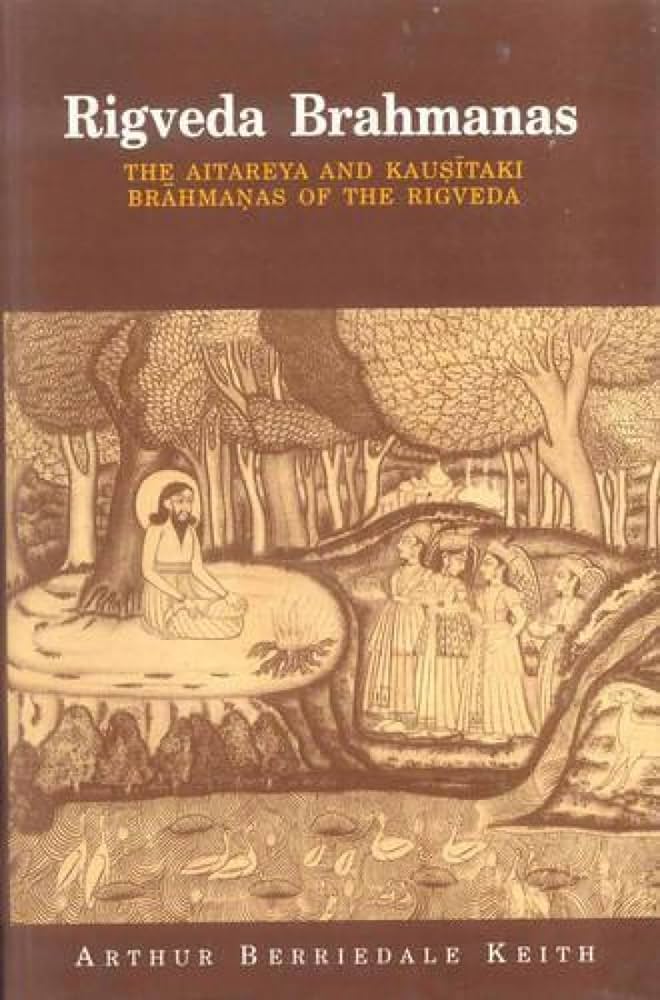 Rigveda Brahmanas
THE AITAREYA AND KAUṢĪTAKI
BRĀHMAṆAS OF THE RIGVEDA
ARTHUR BERRIEDALE KEITH